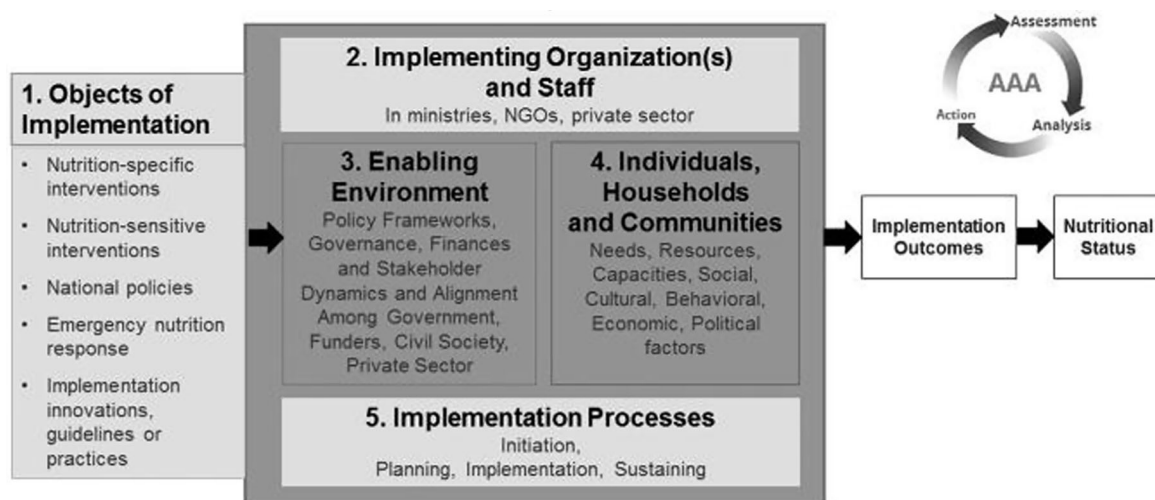 1. Objects of
Implementation
• Nutrition-specific
interventions
• Nutrition-sensitive
interventions
• National policies
• Emergency nutrition
response
• Implementation
innovations,
guidelines or
practices
2. Implementing Organization(s)
and Staff
In ministries, NGOs, private sector
3. Enabling
Environment
Policy Frameworks,
Governance, Finances
and Stakeholder
Dynamics and Alignment
Among Government,
Funders, Civil Society,
Private Sector
4. Individuals,
Households
and Communities
Needs, Resources,
Capacities, Social,
Cultural, Behavioral,
Economic, Political
factors
5. Implementation Processes
Initiation,
Planning, Implementation, Sustaining
Assessment
AAA
Action
Analysis
Implementation
Outcomes
Nutritional
Status